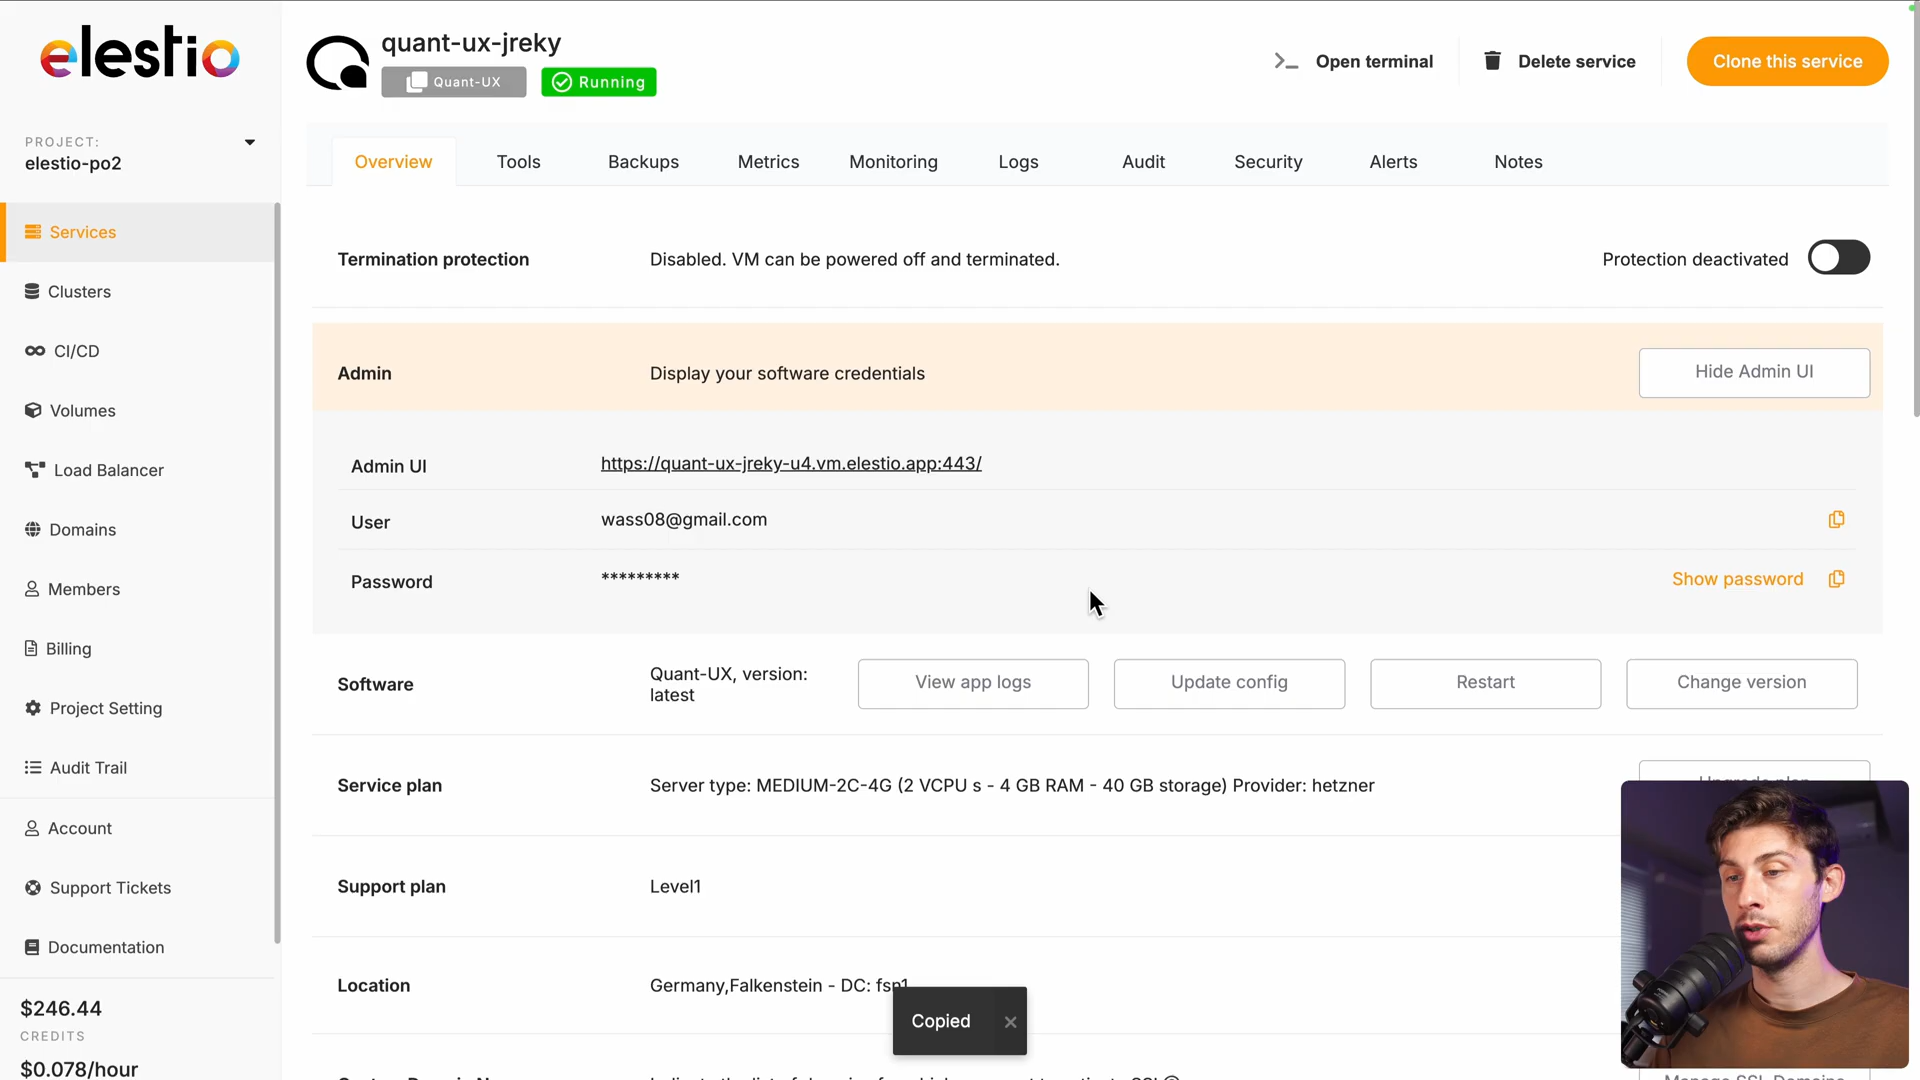 elestio
quant-ux-jreky
Quant-UX
Running
Open terminal
Delete service
Clone this service
PROJECT:
elestio-po2
Overview
Tools
Backups
Metrics
Monitoring
Logs
Audit
Security
Alerts
Notes
Services
Clusters
CI/CD
Volumes
Load Balancer
Domains
Members
Billing
Project Setting
Audit Trail
Account
Support Tickets
Documentation
$246.44
CREDITS
$0.078/hour
Termination protection
Disabled. VM can be powered off and terminated.
Protection deactivated
Admin
Display your software credentials
Hide Admin UI
Admin UI
https://quant-ux-jreky-u4.vm.elestio.app:443/
User
wass08@gmail.com
Password
*********
Show password
Software
Quant-UX, version:
latest
View app logs
Update config
Restart
Change version
Service plan
Server type: MEDIUM-2C-4G (2 VCPU s - 4 GB RAM - 40 GB storage) Provider: hetzner
Support plan
Level1
Location
Germany,Falkenstein - DC: fsn1
Copied